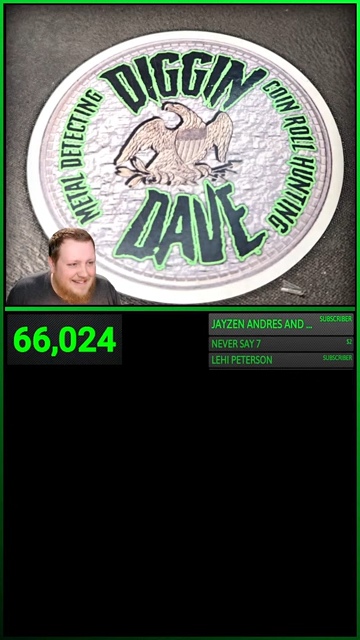 DIGGIN
METAL DETECTING
COIN ROLL HUNTING
DAVE
66,024
JAYZEN ANDRES AND ...
SUBSCRIBER
NEVER SAY 7
$2
LEHI PETERSON
SUBSCRIBER